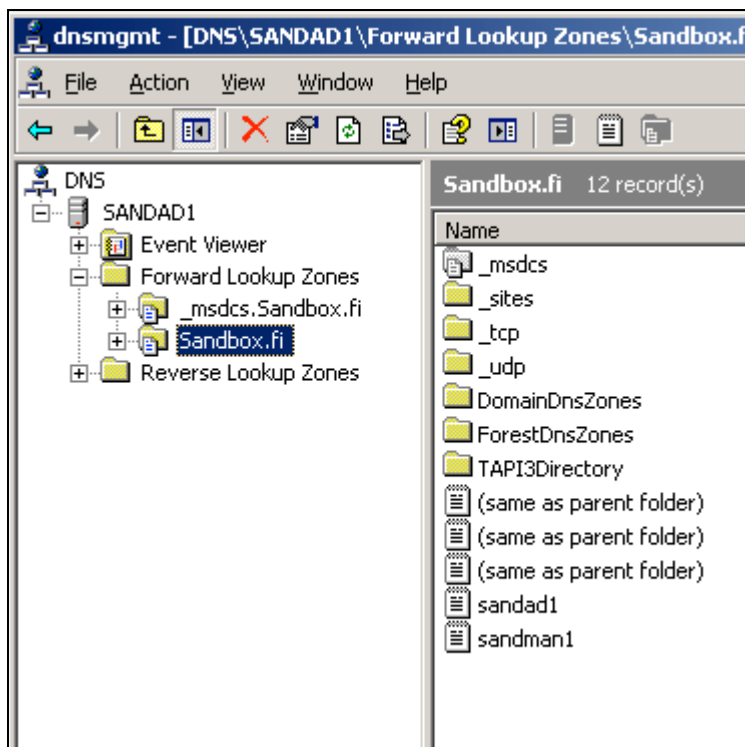 dnsmgmt - [DNS\SANDAD1\Forward Lookup Zones\Sandbox.f
File Action View Window Help
DNS
SANDAD1
Event Viewer
Forward Lookup Zones
_msdcs.Sandbox.fi
Sandbox.fi
Reverse Lookup Zones
Sandbox.fi 12 record(s)
Name
_msdcs
_sites
_tcp
_udp
DomainDnsZones
ForestDnsZones
TAPI3Directory
(same as parent folder)
(same as parent folder)
(same as parent folder)
sandad1
sandman1